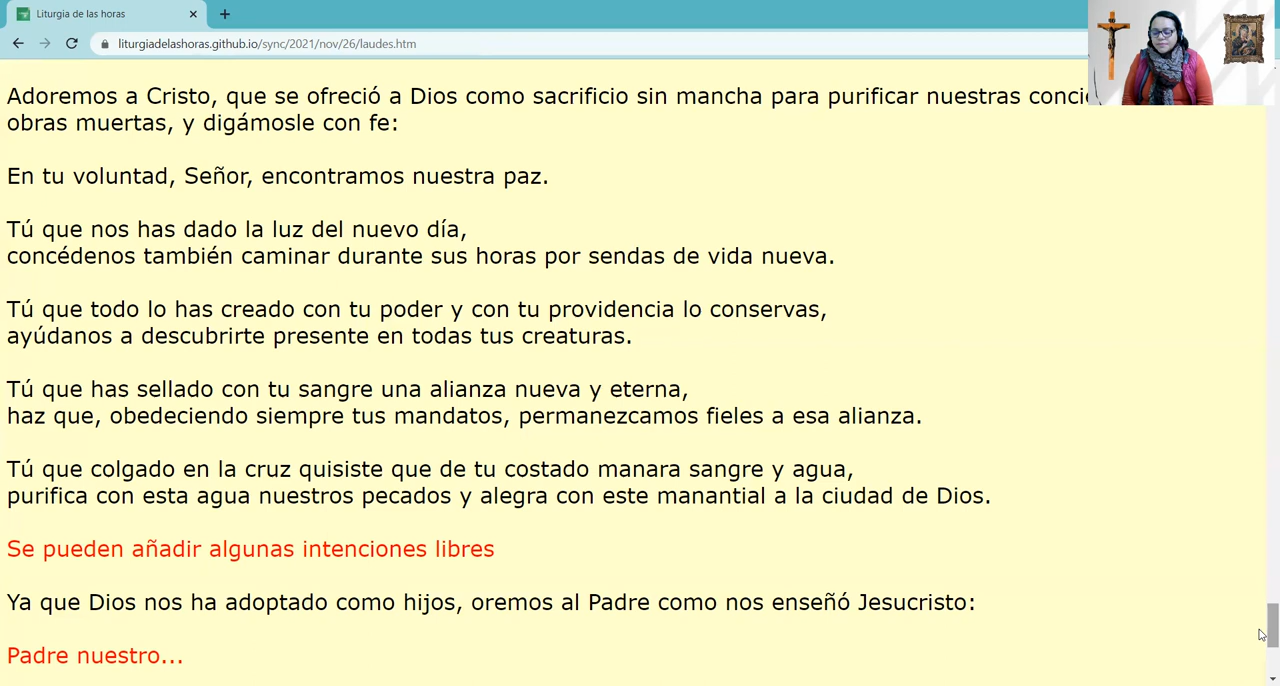 Liturgia de las horas
liturgiadelashoras.github.io/sync/2021/nov/26/laudes.htm
Adoremos a Cristo, que se ofreció a Dios como sacrificio sin mancha para purificar nuestras
obras muertas, y digámosle con fe:
En tu voluntad, Señor, encontramos nuestra paz.
Tú que nos has dado la luz del nuevo día,
concédenos también caminar durante sus horas por sendas de vida nueva.
Tú que todo lo has creado con tu poder y con tu providencia lo conservas,
ayúdanos a descubrirte presente en todas tus creaturas.
Tú que has sellado con tu sangre una alianza nueva y eterna,
haz que, obedeciendo siempre tus mandatos, permanezcamos fieles a esa alianza.
Tú que colgado en la cruz quisiste que de tu costado manara sangre y agua,
purifica con esta agua nuestros pecados y alegra con este manantial a la ciudad de Dios.
Se pueden añadir algunas intenciones libres
Ya que Dios nos ha adoptado como hijos, oremos al Padre como nos enseñó Jesucristo:
Padre nuestro...